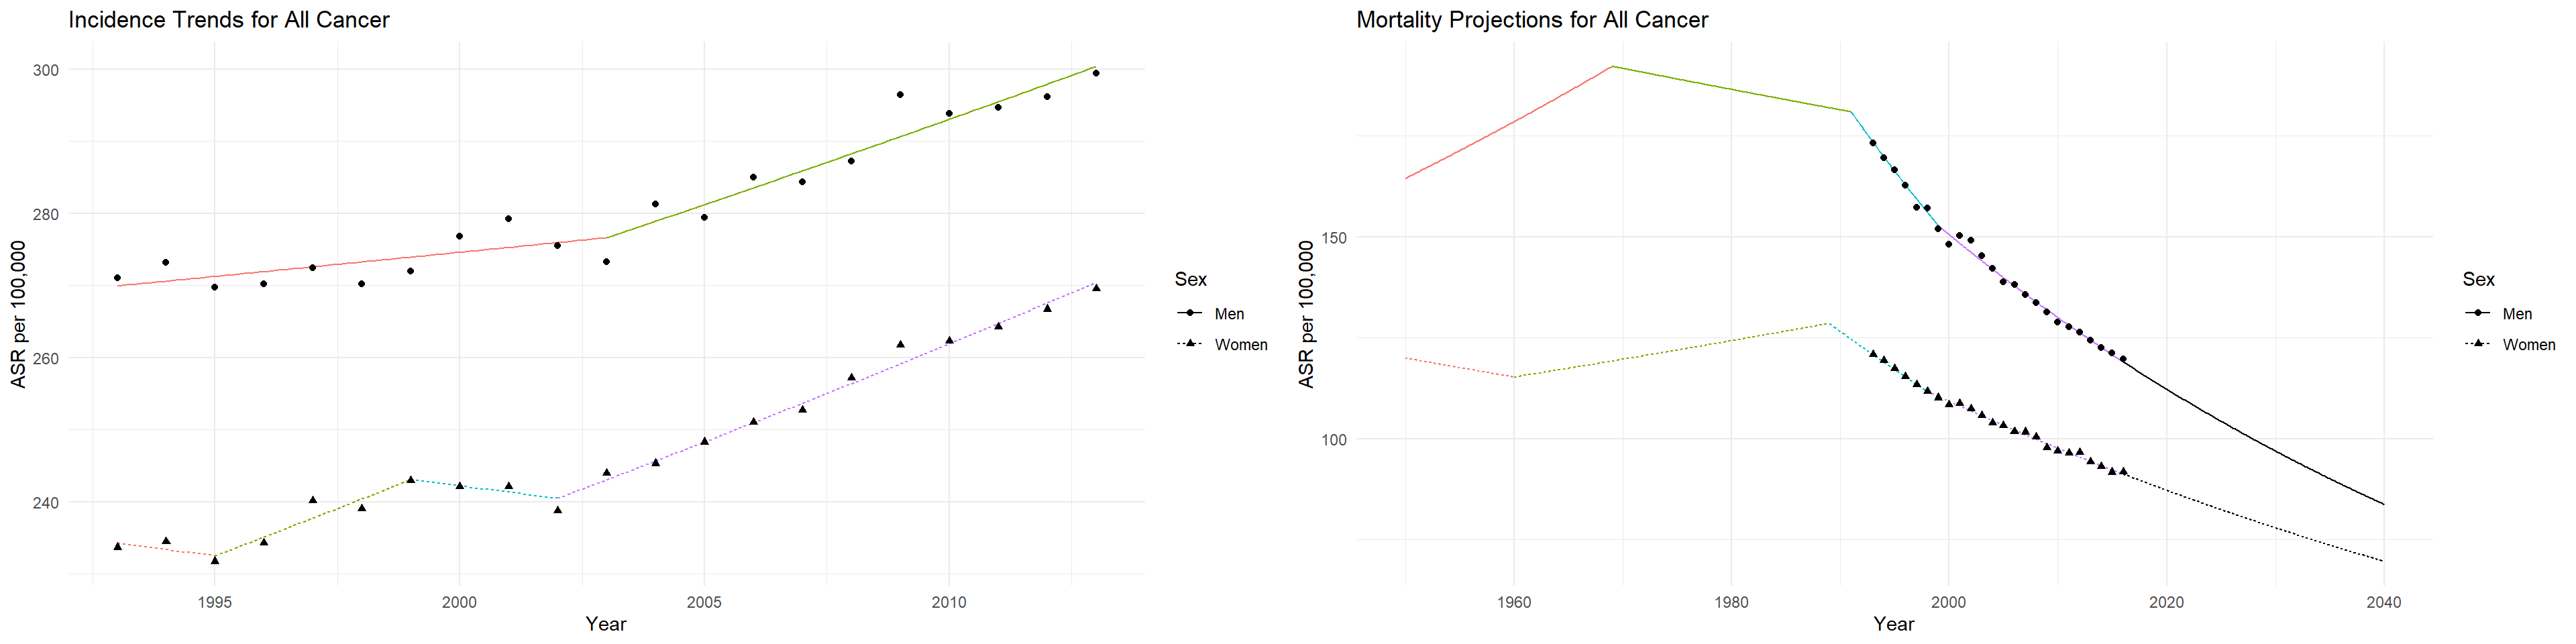 Incidence Trends for All Cancer
300
280
260
240
ASR per 100,000
1995
2000
2005
2010
Year
Sex
Men
Women
Mortality Projections for All Cancer
150
100
ASR per 100,000
1960
1980
2000
2020
2040
Year
Sex
Men
Women